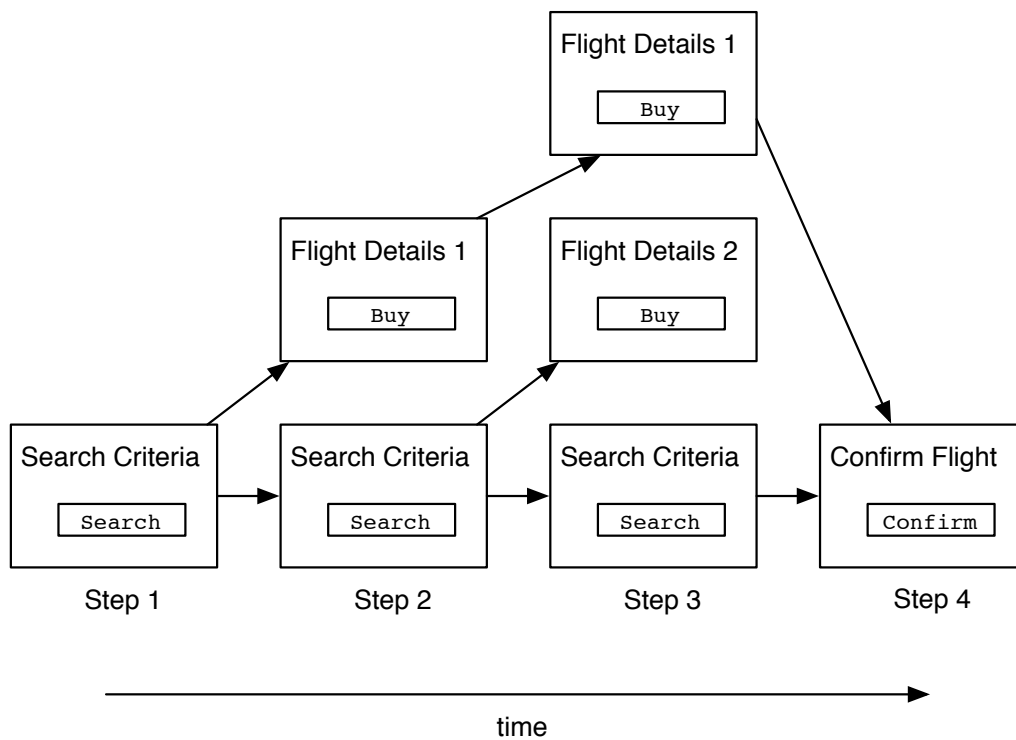 Flight Details 1
Buy
Flight Details 1
Flight Details 2
Buy
Buy
Search Criteria
Search Criteria
Search Criteria
Confirm Flight
Search
Search
Search
Confirm
Step 1
Step 2
Step 3
Step 4
time